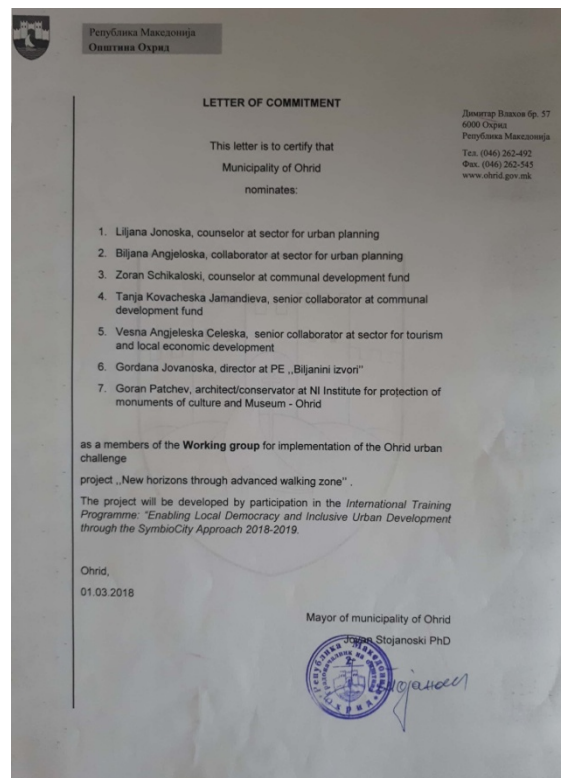 Република Македонија
Општина Охрид
LETTER OF COMMITMENT
Димитар Влахов бр. 57
6000 Охрид
Република Македонија
Тел. (046) 262-492
Фах. (046) 262-545
www.ohrid.gov.mk
This letter is to certify that
Municipality of Ohrid
nominates:
1. Liljana Jonoska, counselor at sector for urban planning
2. Biljana Angjeloska, collaborator at sector for urban planning
3. Zoran Schikaloski, counselor at communal development fund
4. Tanja Kovacheska Jamandieva, senior collaborator at communal
development fund
5. Vesna Angjeleska Celeska, senior collaborator at sector for tourism
and local economic development
6. Gordana Jovanoska, director at PE ,,Biljanini izvori''
7. Goran Patchev, architect/conservator at NI Institute for protection of
monuments of culture and Museum - Ohrid
as a members of the Working group for implementation of the Ohrid urban
challenge
project ,,New horizons through advanced walking zone'' .
The project will be developed by participation in the International Training
Programme: "Enabling Local Democracy and Inclusive Urban Development
through the SymbioCity Approach 2018-2019.
Ohrid,
01.03.2018
Mayor of municipality of Ohrid
Jovan Stojanoski PhD
Република Македонија